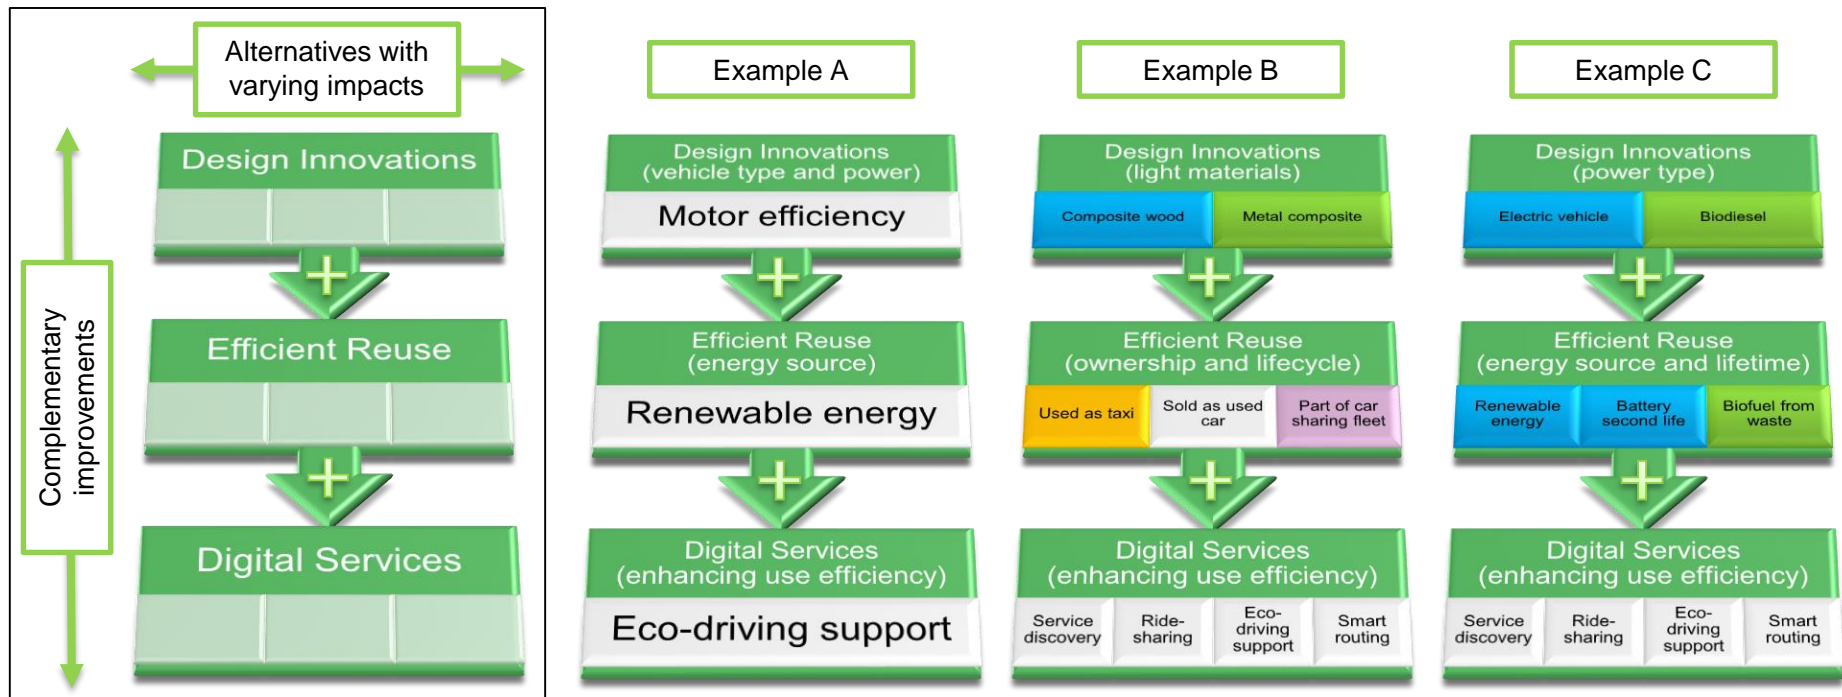 Alternatives with
varying impacts
Complementary
improvements
Design Innovations
Efficient Reuse
Digital Services
Example A
Design Innovations
(vehicle type and power)
Motor efficiency
Efficient Reuse
(energy source)
Renewable energy
Digital Services
(enhancing use efficiency)
Eco-driving support
Example B
Design Innovations
(light materials)
Composite wood
Metal composite
Efficient Reuse
(ownership and lifecycle)
Used as taxi
Sold as used
car
Part of car
sharing fleet
Digital Services
(enhancing use efficiency)
Service
discovery
Ride-
sharing
Eco-
driving
support
Smart
routing
Example C
Design Innovations
(power type)
Electric vehicle
Biodiesel
Efficient Reuse
(energy source and lifetime)
Renewable
energy
Battery
second life
Biofuel from
waste
Digital Services
(enhancing use efficiency)
Service
discovery
Ride-
sharing
Eco-
driving
support
Smart
routing